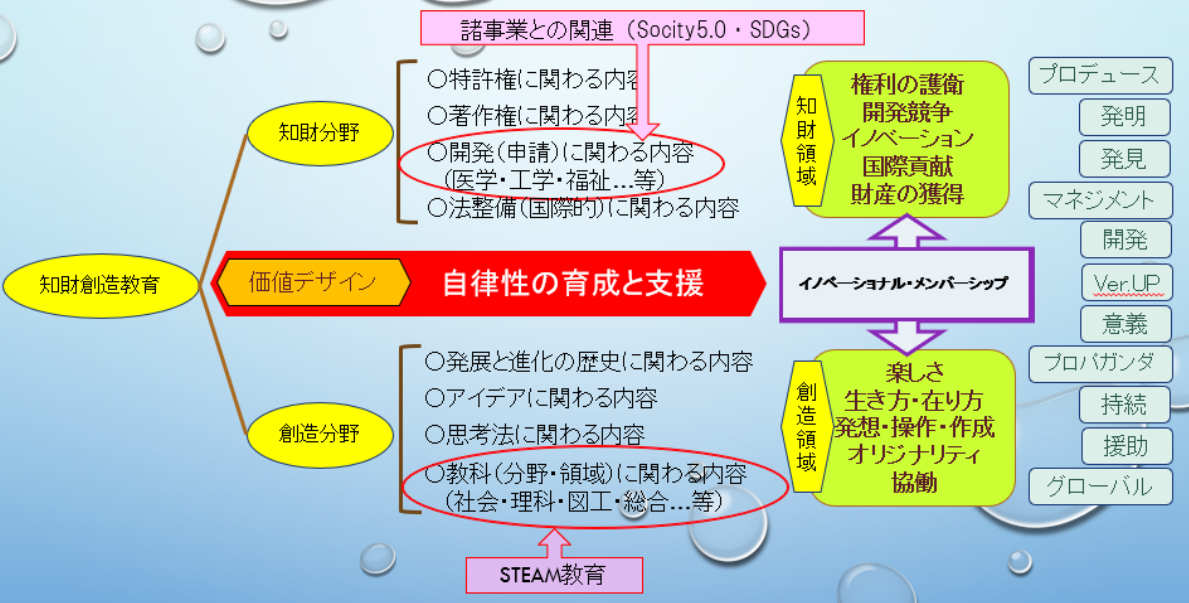 諸事業との関連（Socity5.0・SDGs）
〇特許権に関わる内容
〇著作権に関わる内容
〇開発（申請）に関わる内容
（医学・工学・福祉…等）
〇法整備（国際的）に関わる内容
知財分野
知財領域
権利の護衛
開発競争
イノベーション
国際貢献
財産の獲得
知財創造教育
価値デザイン
自律性の育成と支援
イノベーショナル・メンバーシップ
創造分野
〇発展と進化の歴史に関わる内容
〇アイデアに関わる内容
〇思考法に関わる内容
〇教科（分野・領域）に関わる内容
（社会・理科・図工・総合…等）
STEAM教育
創造領域
楽しさ
生き方・在り方
発想・操作・作成
オリジナリティ
協働
プロデュース
発明
発見
マネジメント
開発
Ver.UP
意義
プロパガンダ
持続
援助
グローバル